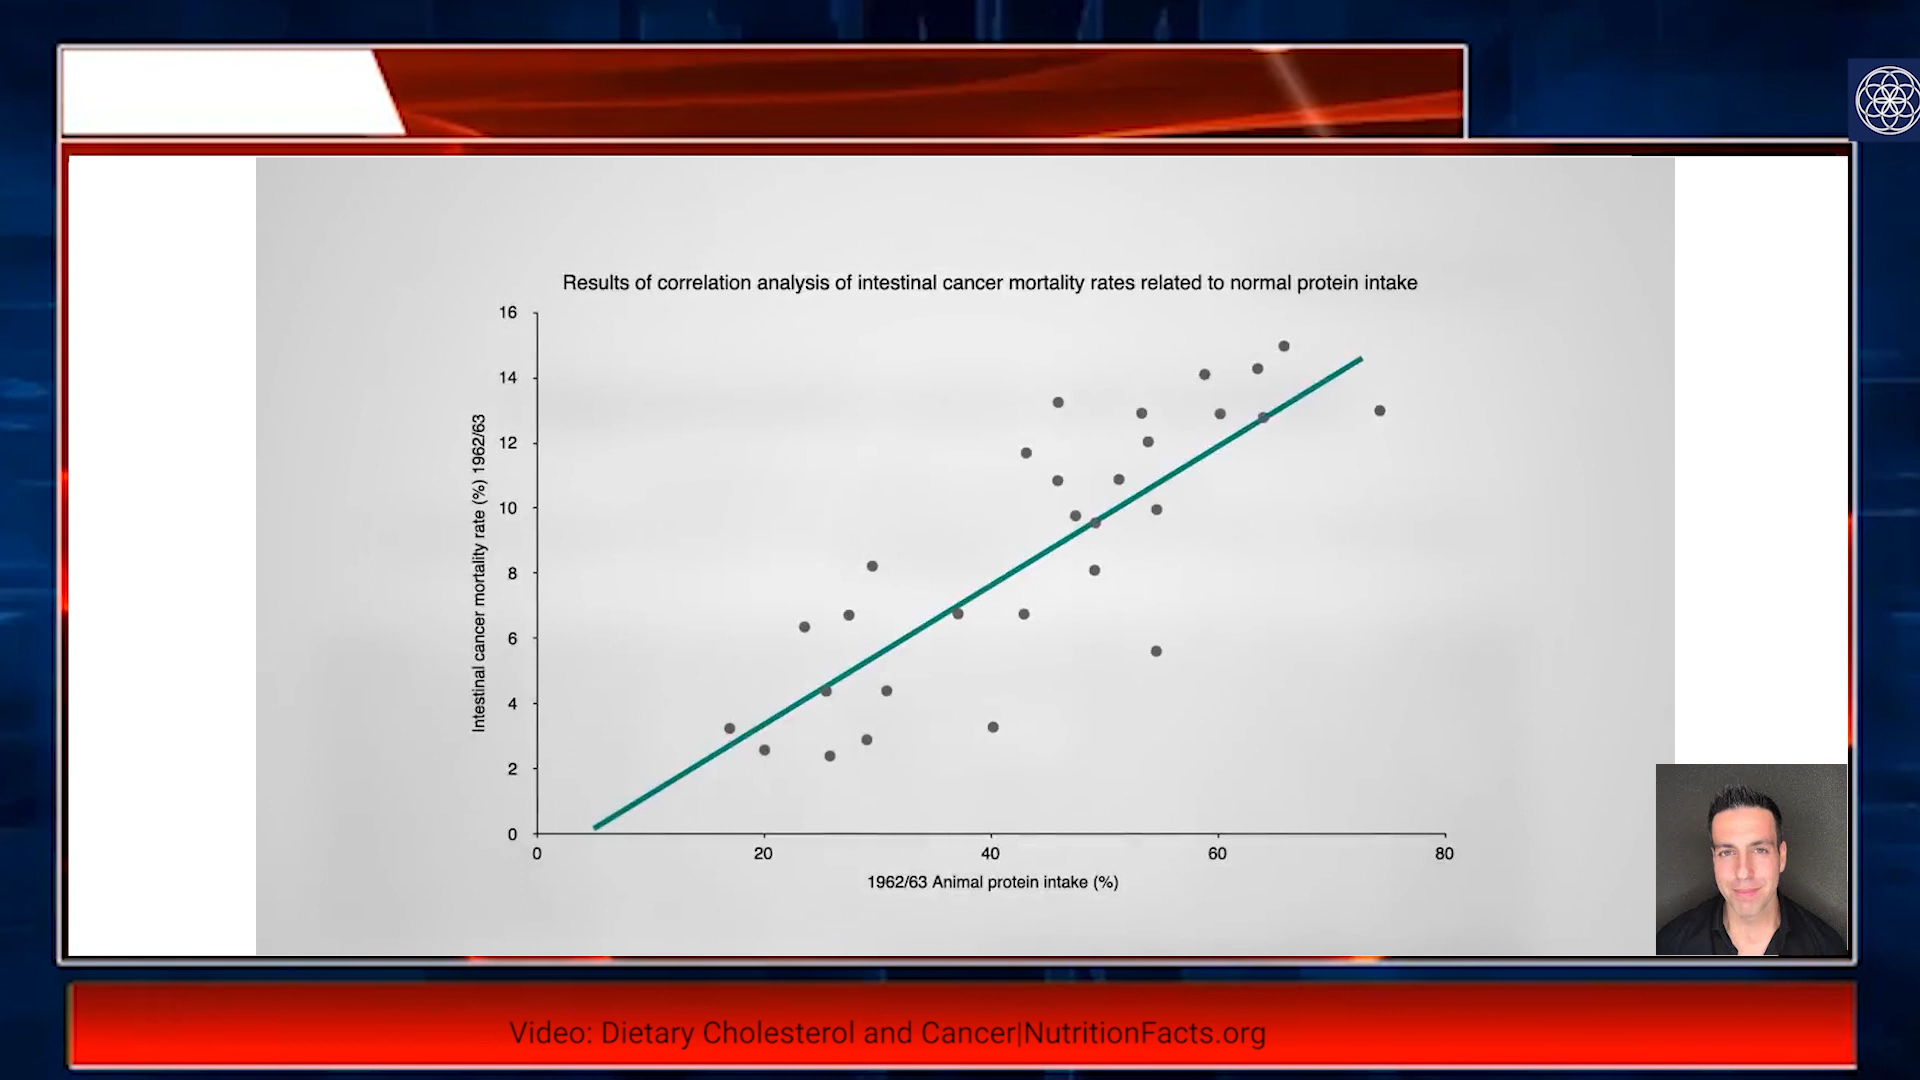 Results of correlation analysis of intestinal cancer mortality rates related to normal protein intake
Intestinal cancer mortality rate (%) 1962/63
16
14
12
10
8
6
4
2
0
0 20 40 60 80
1962/63 Animal protein intake (%)
Video: Dietary Cholesterol and Cancer|NutritionFacts.org